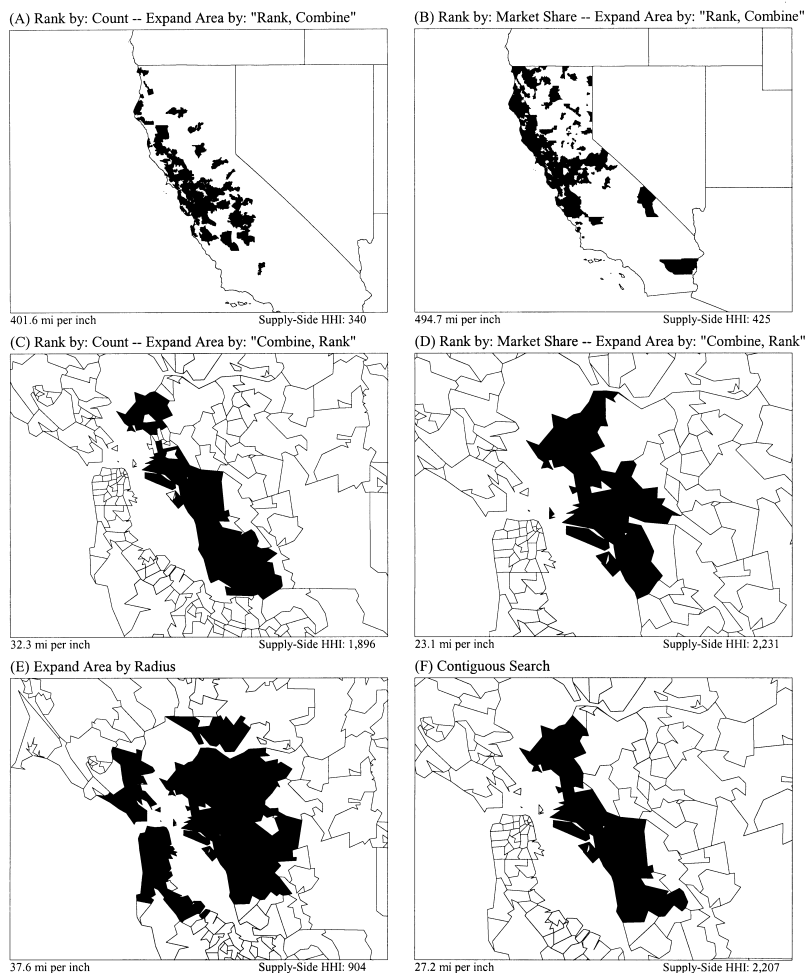 (A) Rank by: Count -- Expand Area by: "Rank, Combine"
(B) Rank by: Market Share -- Expand Area by: "Rank, Combine"
401.6 mi per inch
Supply-Side HHI: 340
494.7 mi per inch
Supply-Side HHI: 425
(C) Rank by: Count -- Expand Area by: "Combine, Rank"
(D) Rank by: Market Share -- Expand Area by: "Combine, Rank"
32.3 mi per inch
Supply-Side HHI: 1,896
23.1 mi per inch
Supply-Side HHI: 2,231
(E) Expand Area by Radius
(F) Contiguous Search
37.6 mi per inch
Supply-Side HHI: 904
27.2 mi per inch
Supply-Side HHI: 2,207